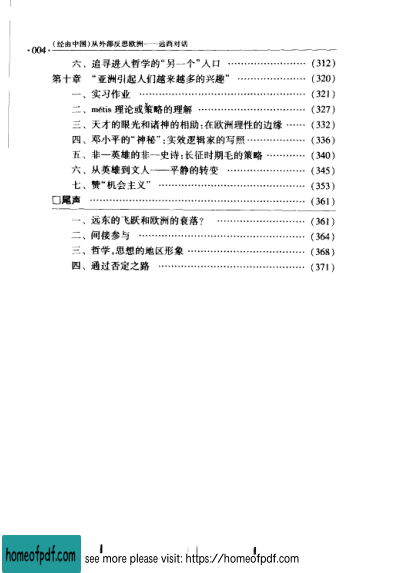 ·004· (经由中国)从外部反思欧洲——远西对话
六、追寻进入哲学的“另一个”入口 …………………… (312)
第十章 “亚洲引起人们越来越多的兴趣” ………………… (320)
一、实习作业 ………………………………………… (321)
二、métis 理论或策略的理解 ………………………… (327)
三、天才的眼光和诸神的相助:在欧洲理性的边缘 …… (332)
四、邓小平的“神秘”:实效逻辑家的写照 …………… (336)
五、非—英雄的非—史诗:长征时期毛的策略 ………… (340)
六、从英雄到文人——平静的转变 …………………… (345)
七、赞“机会主义” …………………………………… (353)
□尾声 ………………………………………………………… (361)
一、远东的飞跃和欧洲的衰落? ……………………… (361)
二、间接参与 ………………………………………… (364)
三、哲学,思想的地区形象 …………………………… (368)
四、通过否定之路 …………………………………… (371)
homeofpdf.com see more please visit: https://homeofpdf.com